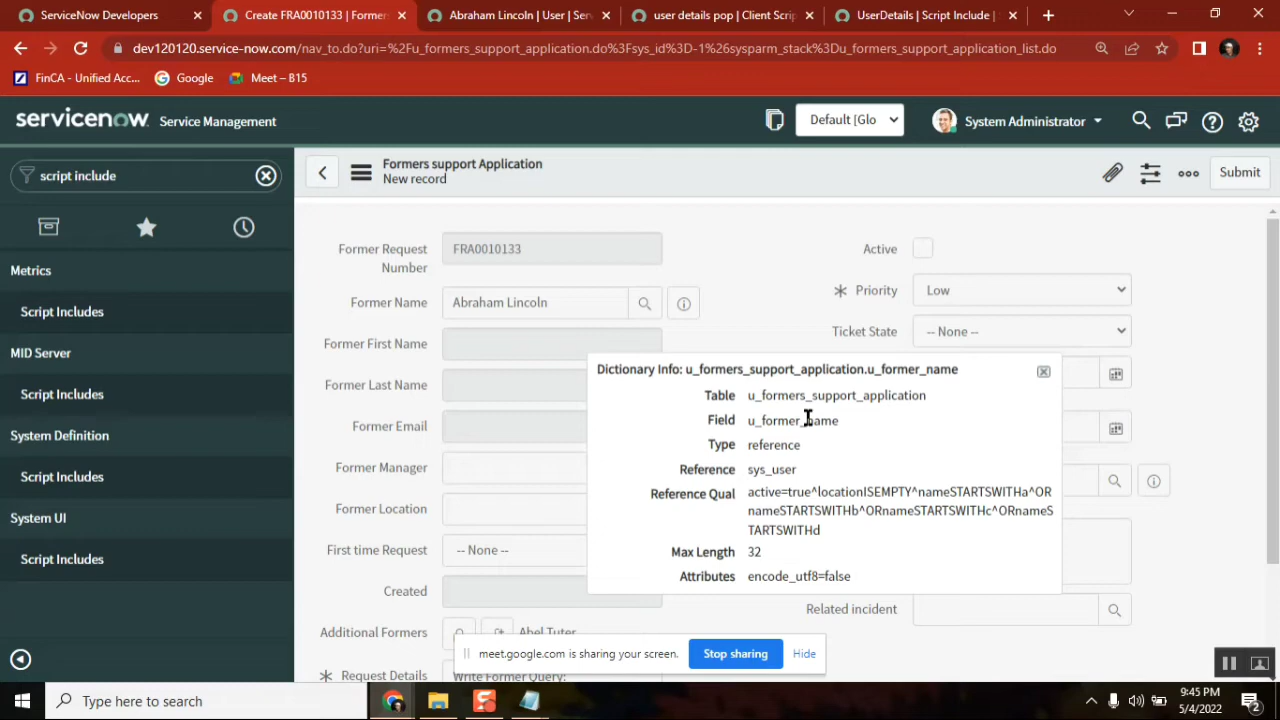 ServiceNow Developers
Create FRA0010133 | Former
Abraham Lincoln | User | Serv
user details pop | Client Scrip
UserDetails | Script Include |
dev120120.service-now.com/nav_to.do?uri=%2Fu_formers_support_application.do%3Fsys_id%3D-1%26sysparm_stack%3Du_formers_support_application_list.do
FinCA - Unified Acc...
Google
Meet – B15
servicenow Service Management
Default [Glo
System Administrator
script include
Formers support Application
New record
Submit
Metrics
Script Includes
MID Server
Script Includes
System Definition
Script Includes
System UI
Script Includes
Former Request
Number
FRA0010133
Former Name
Abraham Lincoln
Former First Name
Former Last Name
Former Email
Former Manager
Former Location
First time Request
-- None --
Created
Additional Formers
Abel Tuter
Request Details
Write Former Query:
Active
Priority
Low
Ticket State
-- None --
Related incident
Dictionary Info: u_formers_support_application.u_former_name
Table u_formers_support_application
Field u_former_name
Type reference
Reference sys_user
Reference Qual active=true^locationISEMPTY^nameSTARTSWITHa^OR
nameSTARTSWITHb^ORnameSTARTSWITHc^ORnameS
TARTSWITHd
Max Length 32
Attributes encode_utf8=false
meet.google.com is sharing your screen.
Stop sharing
Hide
Type here to search
9:45 PM
5/4/2022
2